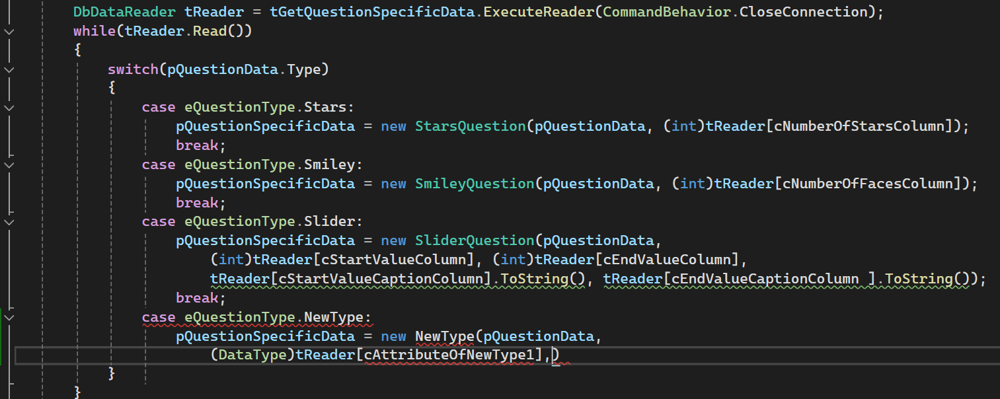 DbDataReader tReader = tGetQuestionSpecificData.ExecuteReader(CommandBehavior.CloseConnection);
while(tReader.Read())
{
switch(pQuestionData.Type)
{
case eQuestionType.Stars:
pQuestionSpecificData = new StarsQuestion(pQuestionData, (int)tReader[cNumberOfStarsColumn]);
break;
case eQuestionType.Smiley:
pQuestionSpecificData = new SmileyQuestion(pQuestionData, (int)tReader[cNumberOfFacesColumn]);
break;
case eQuestionType.Slider:
pQuestionSpecificData = new SliderQuestion(pQuestionData,
(int)tReader[cStartValueColumn], (int)tReader[cEndValueColumn],
tReader[cStartValueCaptionColumn].ToString(), tReader[cEndValueCaptionColumn ].ToString());
break;
case eQuestionType.NewType:
pQuestionSpecificData = new NewType(pQuestionData,
(DataType)tReader[cAttributeOfNewType1],)
}
}